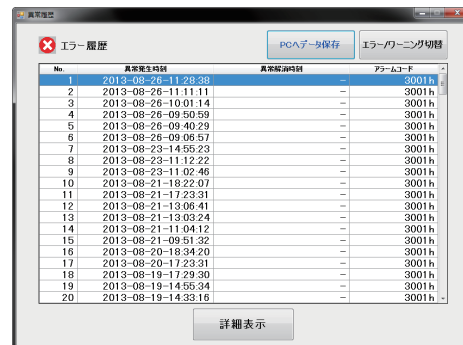 異常履歴
エラー履歴
PCへデータ保存
エラー/ワーニング切替
No. 異常発生時刻 異常解消時刻 アラームコード
1 2013-08-26-11:28:38 – 3001h
2 2013-08-26-11:11:11 – 3001h
3 2013-08-26-10:01:14 – 3001h
4 2013-08-26-09:50:59 – 3001h
5 2013-08-26-09:40:29 – 3001h
6 2013-08-26-09:06:57 – 3001h
7 2013-08-23-14:55:23 – 3001h
8 2013-08-23-11:12:22 – 3001h
9 2013-08-23-11:02:46 – 3001h
10 2013-08-21-18:22:07 – 3001h
11 2013-08-21-17:23:31 – 3001h
12 2013-08-21-13:06:41 – 3001h
13 2013-08-21-13:03:24 – 3001h
14 2013-08-21-11:04:12 – 3001h
15 2013-08-21-09:51:32 – 3001h
16 2013-08-20-18:34:20 – 3001h
17 2013-08-20-17:23:31 – 3001h
18 2013-08-19-17:29:30 – 3001h
19 2013-08-19-14:55:34 – 3001h
20 2013-08-19-14:33:16 – 3001h
詳細表示